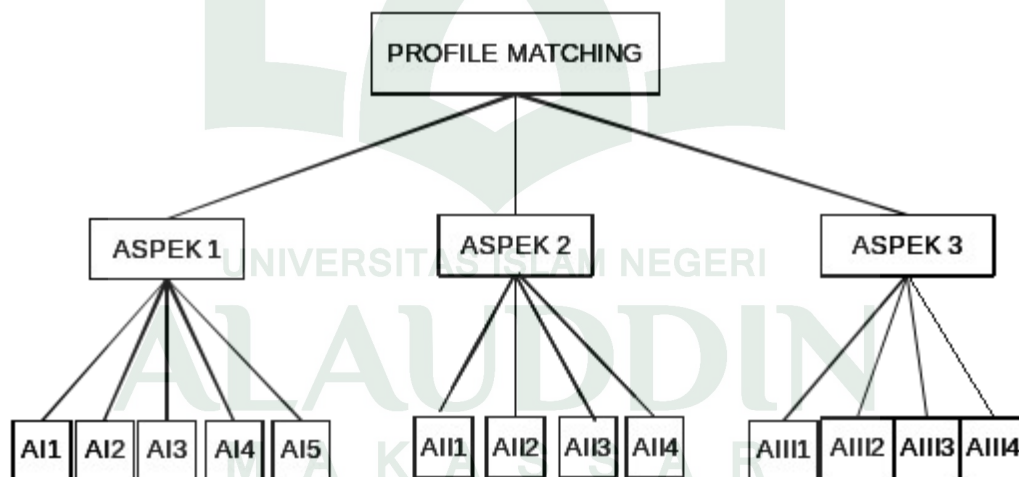 PROFILE MATCHING
ASPEK 1 ASPEK 2 ASPEK 3
UNIVERSITAS ISLAM NEGERI
ALAUDDIN
AI1 AI2 AI3 AI4 AI5 AII1 AII2 AII3 AII4 AIII1 AIII2 AIII3 AIII4
MAKASSAR